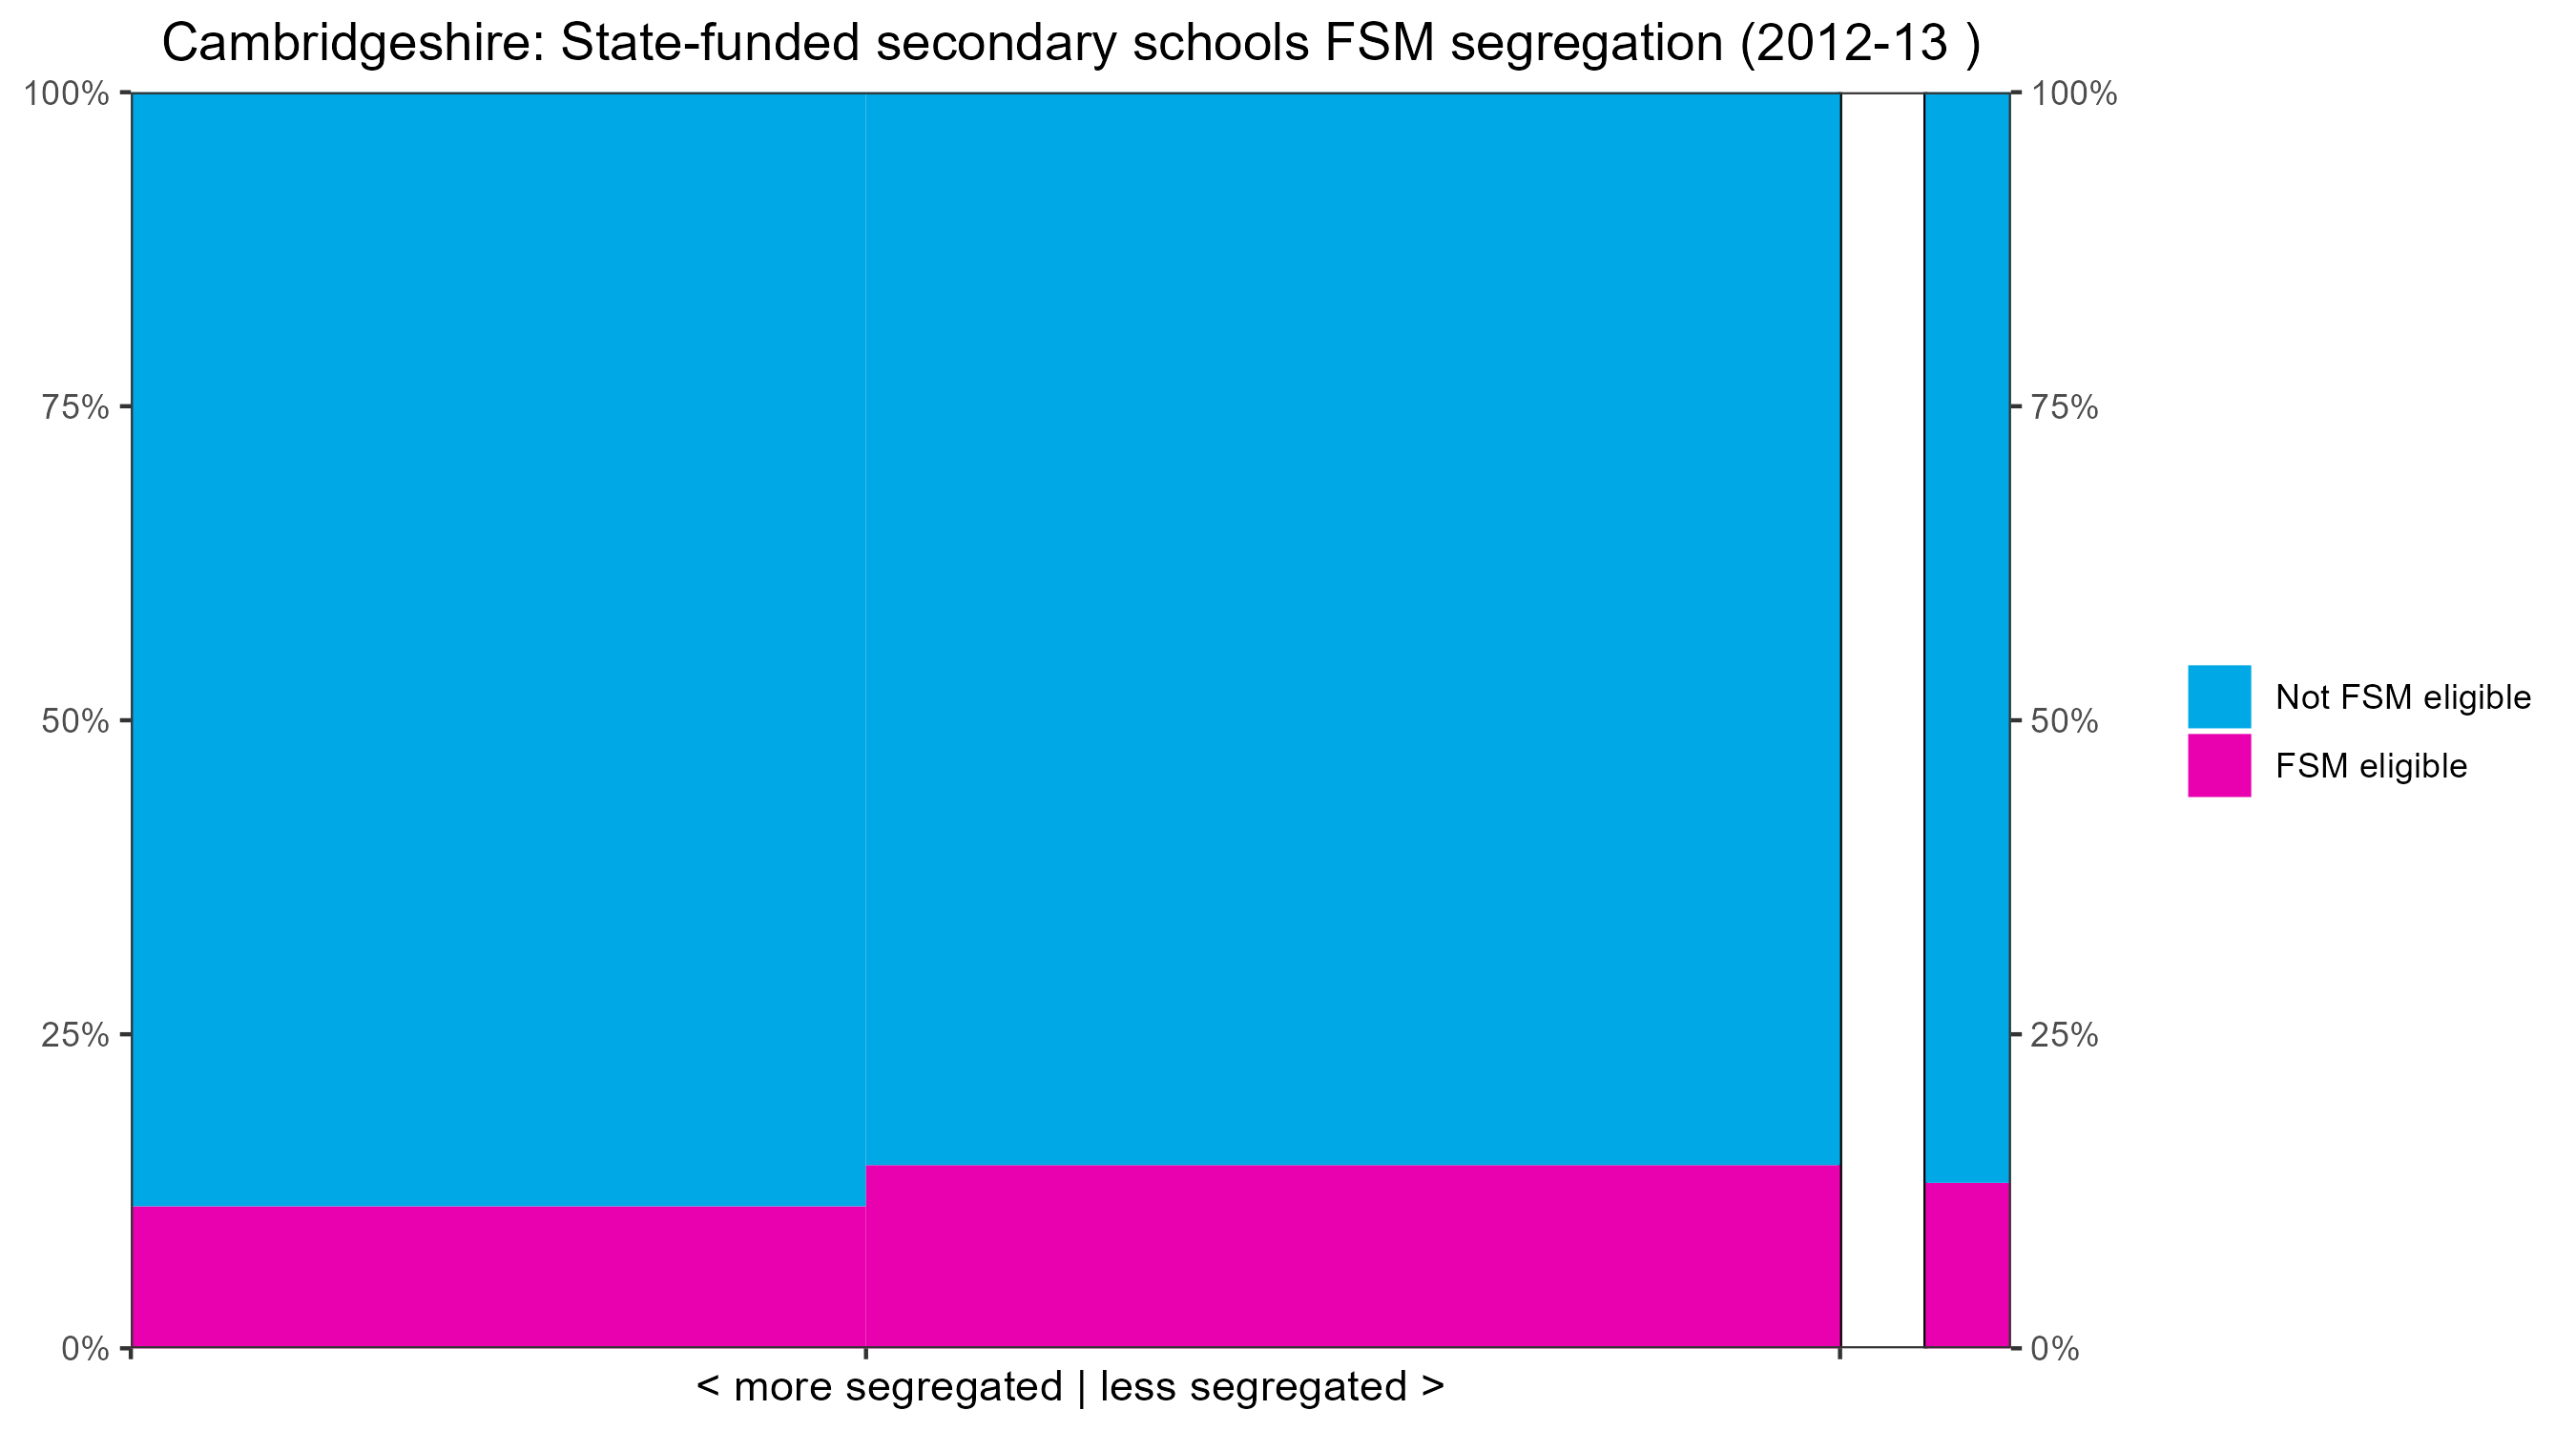 Cambridgeshire: State-funded secondary schools FSM segregation (2012-13 )
100%
75%
50%
25%
0%
100%
75%
50%
25%
0%
Not FSM eligible
FSM eligible
< more segregated | less segregated >